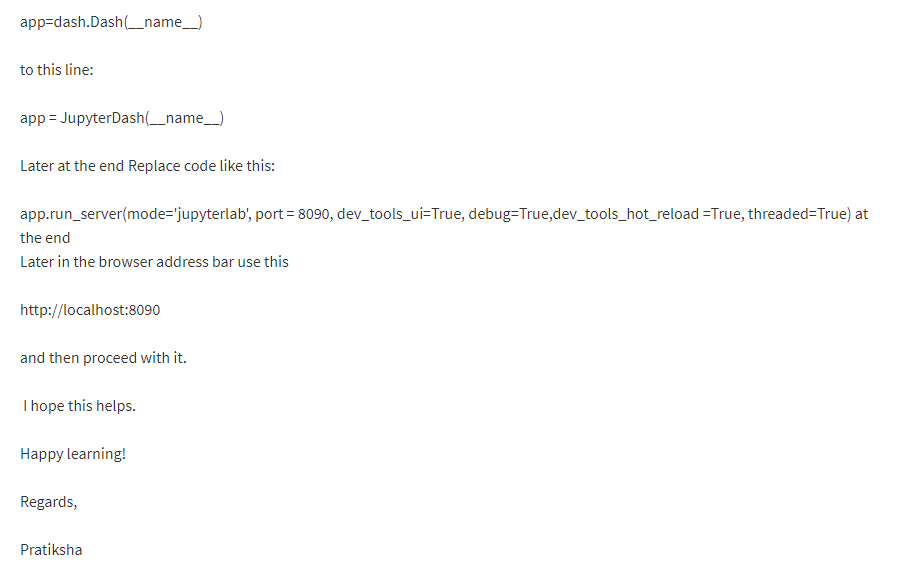 app=dash.Dash(__name__)
to this line:
app = JupyterDash(__name__)
Later at the end Replace code like this:
app.run_server(mode='jupyterlab', port = 8090, dev_tools_ui=True, debug=True,dev_tools_hot_reload =True, threaded=True) at
the end
Later in the browser address bar use this
http://localhost:8090
and then proceed with it.
I hope this helps.
Happy learning!
Regards,
Pratiksha